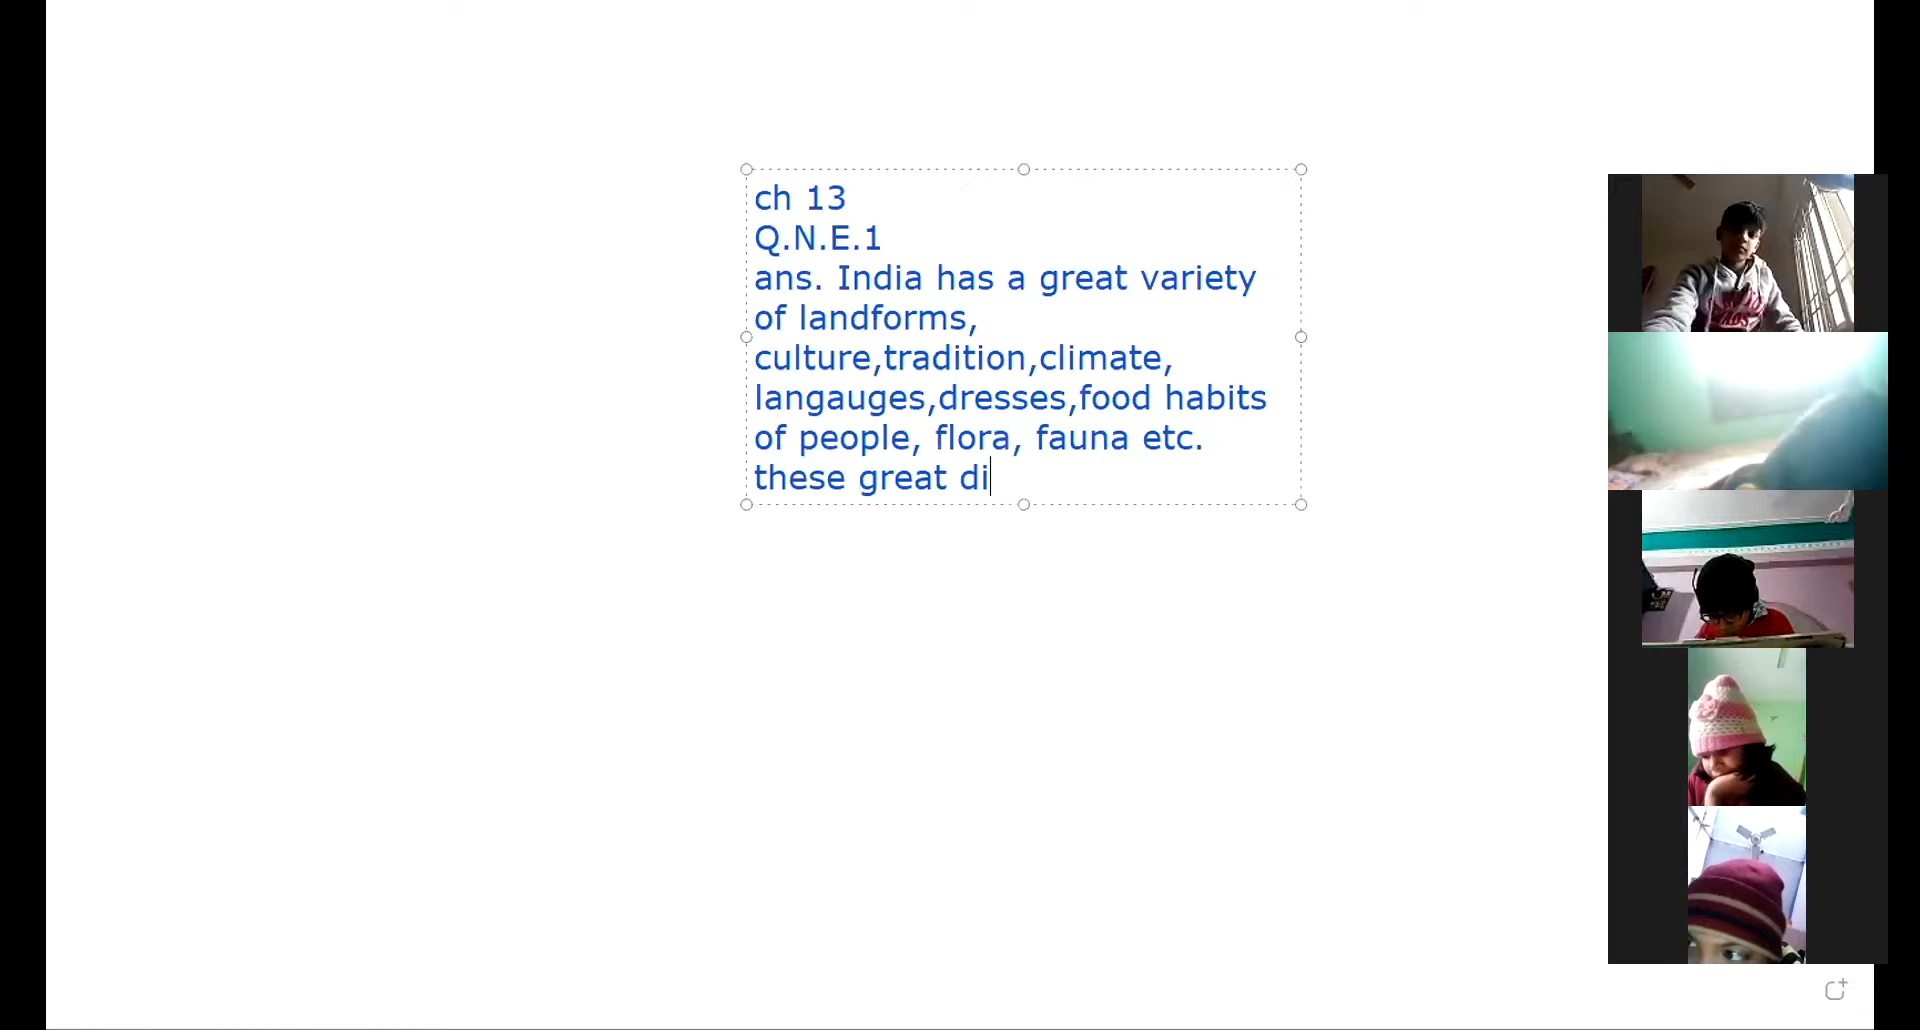 ch 13
Q.N.E.1
ans. India has a great variety
of landforms,
culture,tradition,climate,
langauges,dresses,food habits
of people, flora, fauna etc.
these great di